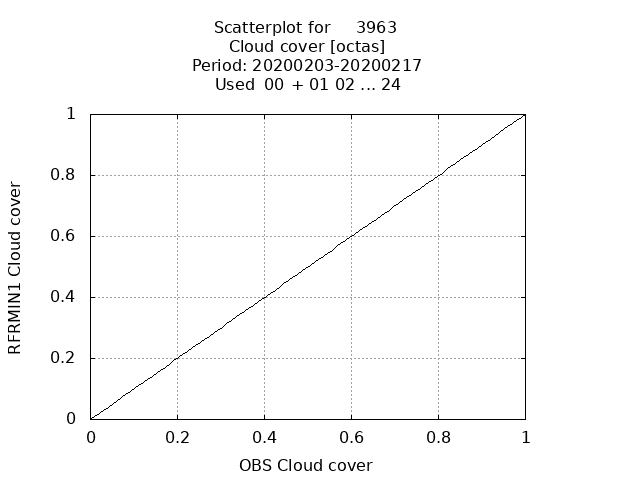 Scatterplot for 3963
Cloud cover [octas]
Period: 20200203-20200217
Used 00 + 01 02 ... 24
1
0.8
0.6
0.4
0.2
0
RFRMIN1 Cloud cover
0 0.2 0.4 0.6 0.8 1
OBS Cloud cover